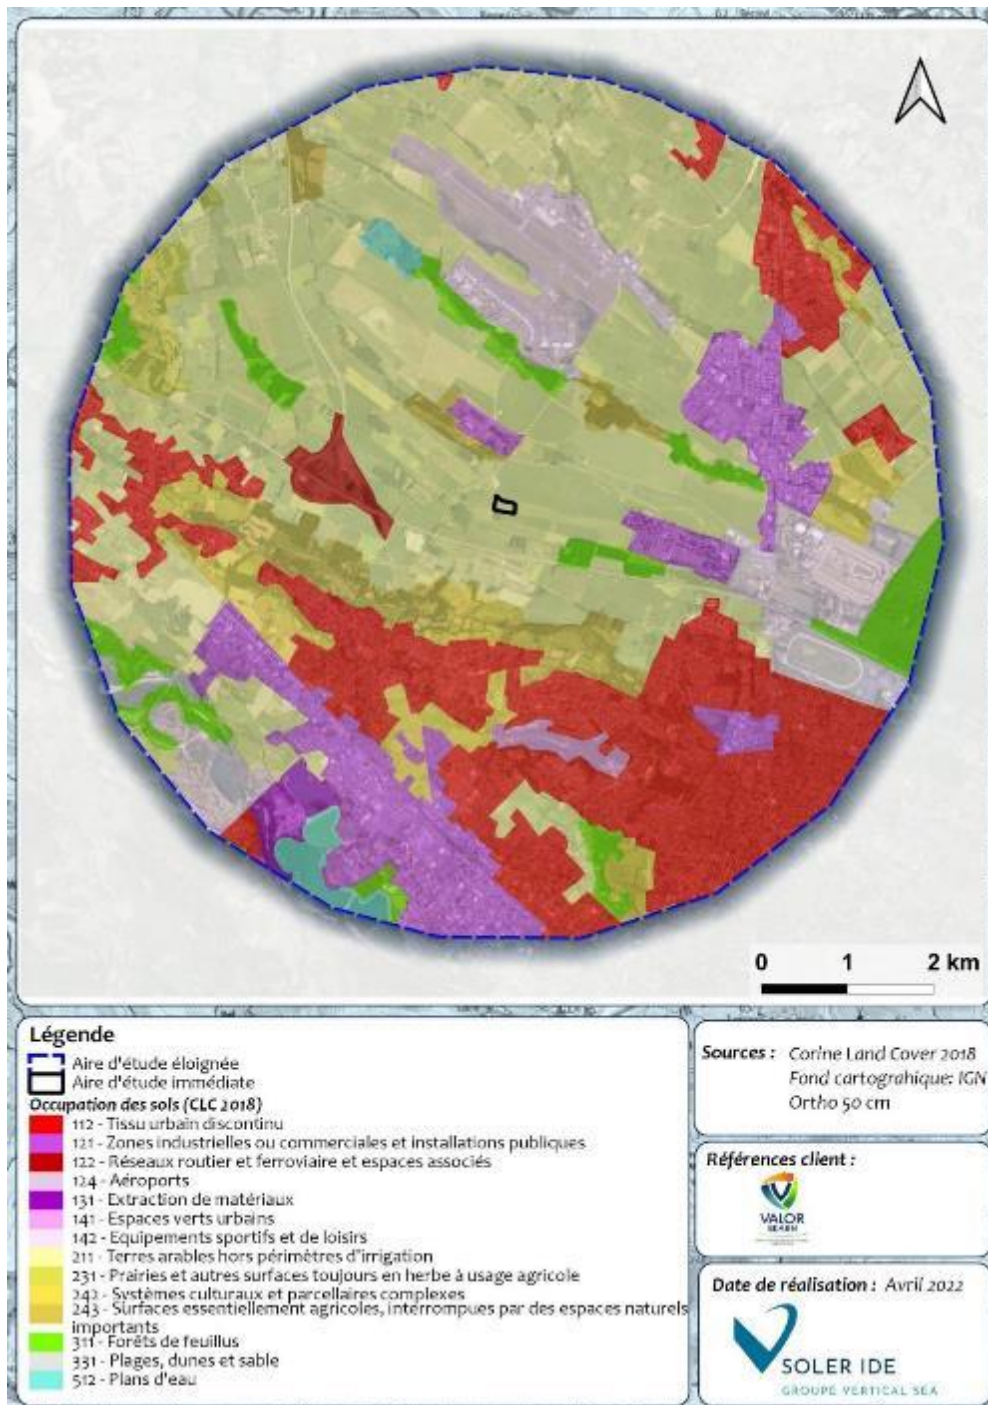 0 1 2 km
Légende
Aire d'étude éloignée
Aire d'étude immédiate
Occupation des sols (CLC 2018)
112 - Tissu urbain discontinu
121 - Zones industrielles ou commerciales et installations publiques
122 - Réseaux routier et ferroviaire et espaces associés
124 - Aéroports
131 - Extraction de matériaux
141 - Espaces verts urbains
142 - Equipements sportifs et de loisirs
211 - Terres arables hors périmètres d'irrigation
231 - Prairies et autres surfaces toujours en herbe à usage agricole
242 - Systèmes culturaux et parcellaires complexes
243 - Surfaces essentiellement agricoles, interrompues par des espaces naturels
importants
311 - Forêts de feuillus
331 - Plages, dunes et sable
512 - Plans d'eau
Sources : Corine Land Cover 2018
Fond cartograhique: IGN
Ortho 50 cm
Références client :
VALOR
BEARN
Date de réalisation : Avril 2022
SOLER IDE
GROUPE VERTICAL SEA